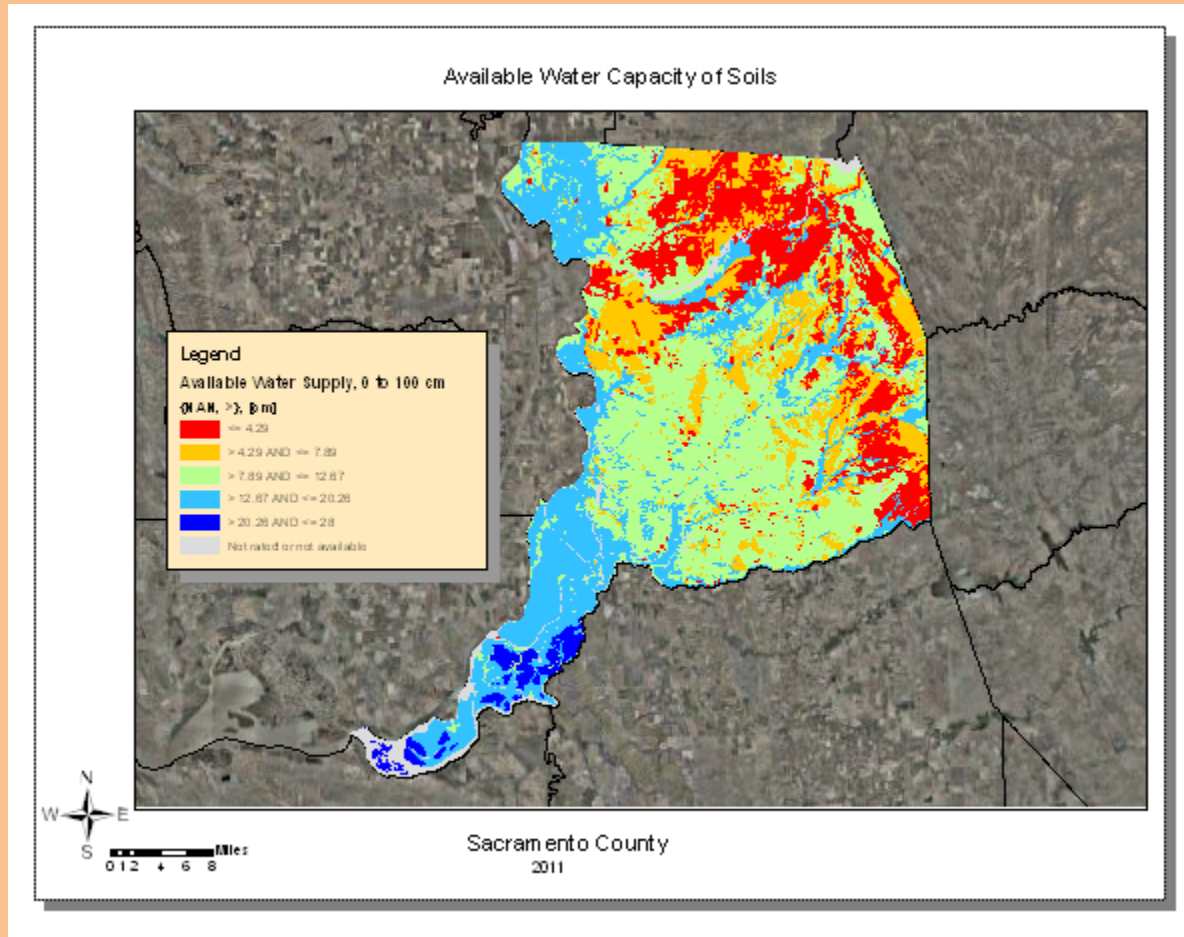 Available Water Capacity of Soils
Legend
Available Water Supply, 0 to 100 cm
<= 4.29
> 4.29 AND <= 7.89
> 7.89 AND <= 12.67
> 12.67 AND <= 20.26
> 20.26 AND <= 28
Not rated or not available
N
W E
S
Miles
0 1 2 4 6 8
Sacramento County
2011